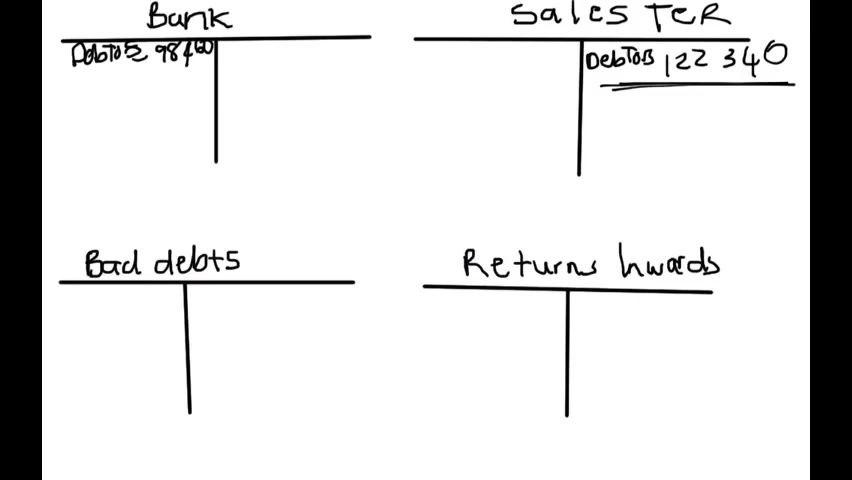 Bank
Sales TCR
Debtors 98460
Debtors 122 340
Bad debts
Returns Inwards